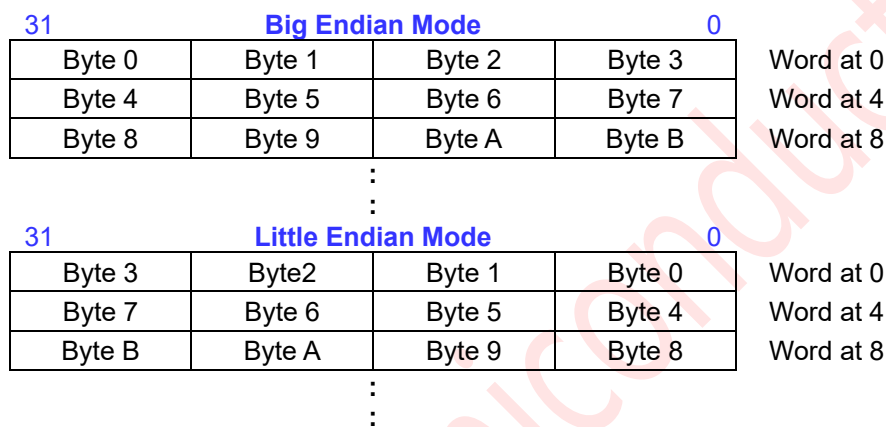 31 Big Endian Mode 0
Byte 0 Byte 1 Byte 2 Byte 3 Word at 0
Byte 4 Byte 5 Byte 6 Byte 7 Word at 4
Byte 8 Byte 9 Byte A Byte B Word at 8
:
:
31 Little Endian Mode 0
Byte 3 Byte2 Byte 1 Byte 0 Word at 0
Byte 7 Byte 6 Byte 5 Byte 4 Word at 4
Byte B Byte A Byte 9 Byte 8 Word at 8
:
: